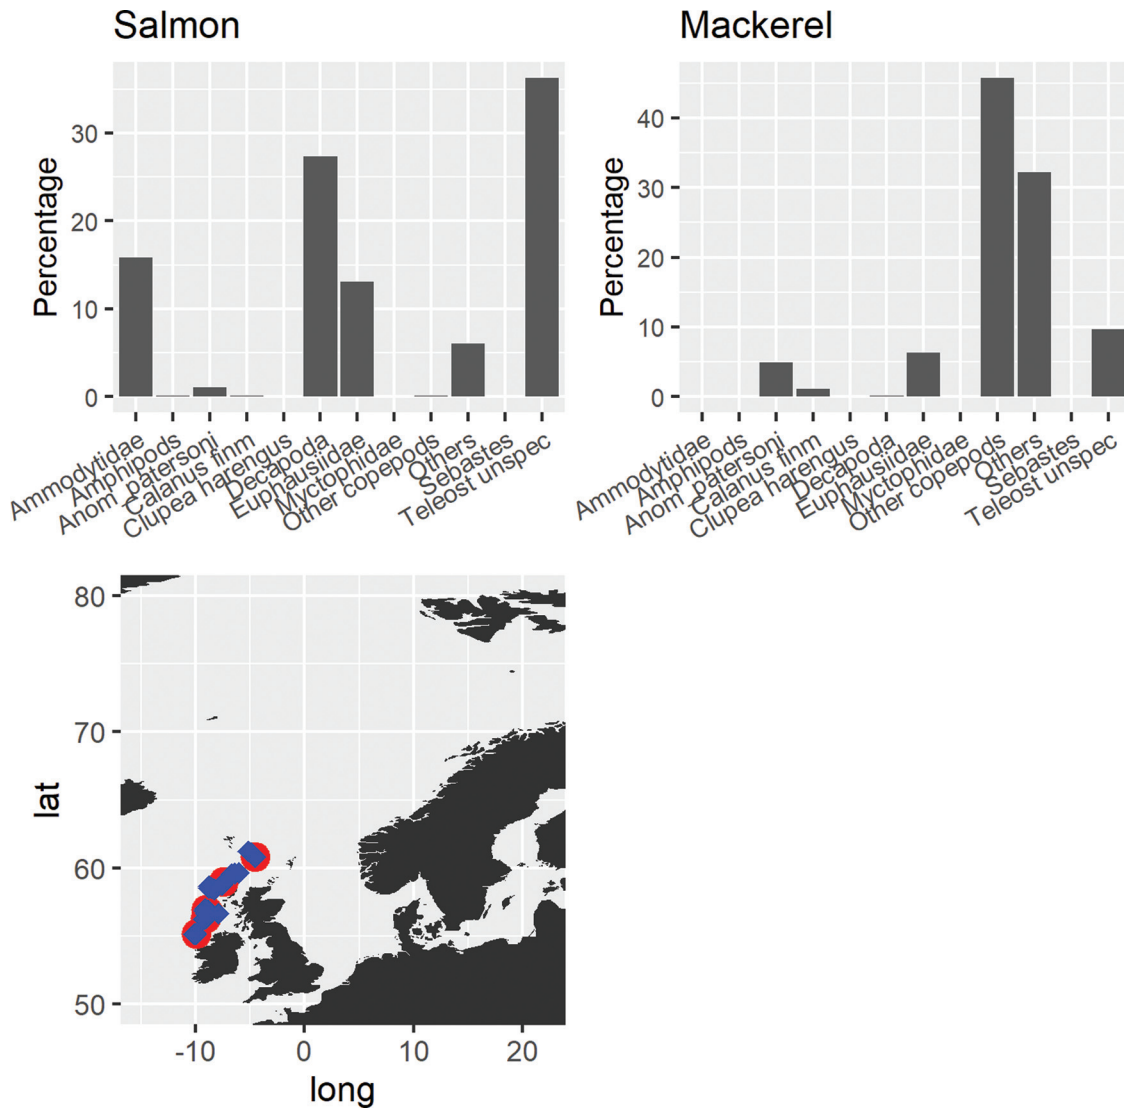 Salmon
Percentage
30
20
10
0
Ammodytidae
Amphipods
Anom_patersoni
Calanus finm
Clupea harengus
Decapoda
Euphausiidae
Myctophidae
Other copepods
Others
Sebastes
Teleost unspec
Mackerel
Percentage
40
30
20
10
0
Ammodytidae
Amphipods
Anom_patersoni
Calanus finm
Clupea harengus
Decapoda
Euphausiidae
Myctophidae
Other copepods
Others
Sebastes
Teleost unspec
lat
80
70
60
50
-10 0 10 20
long